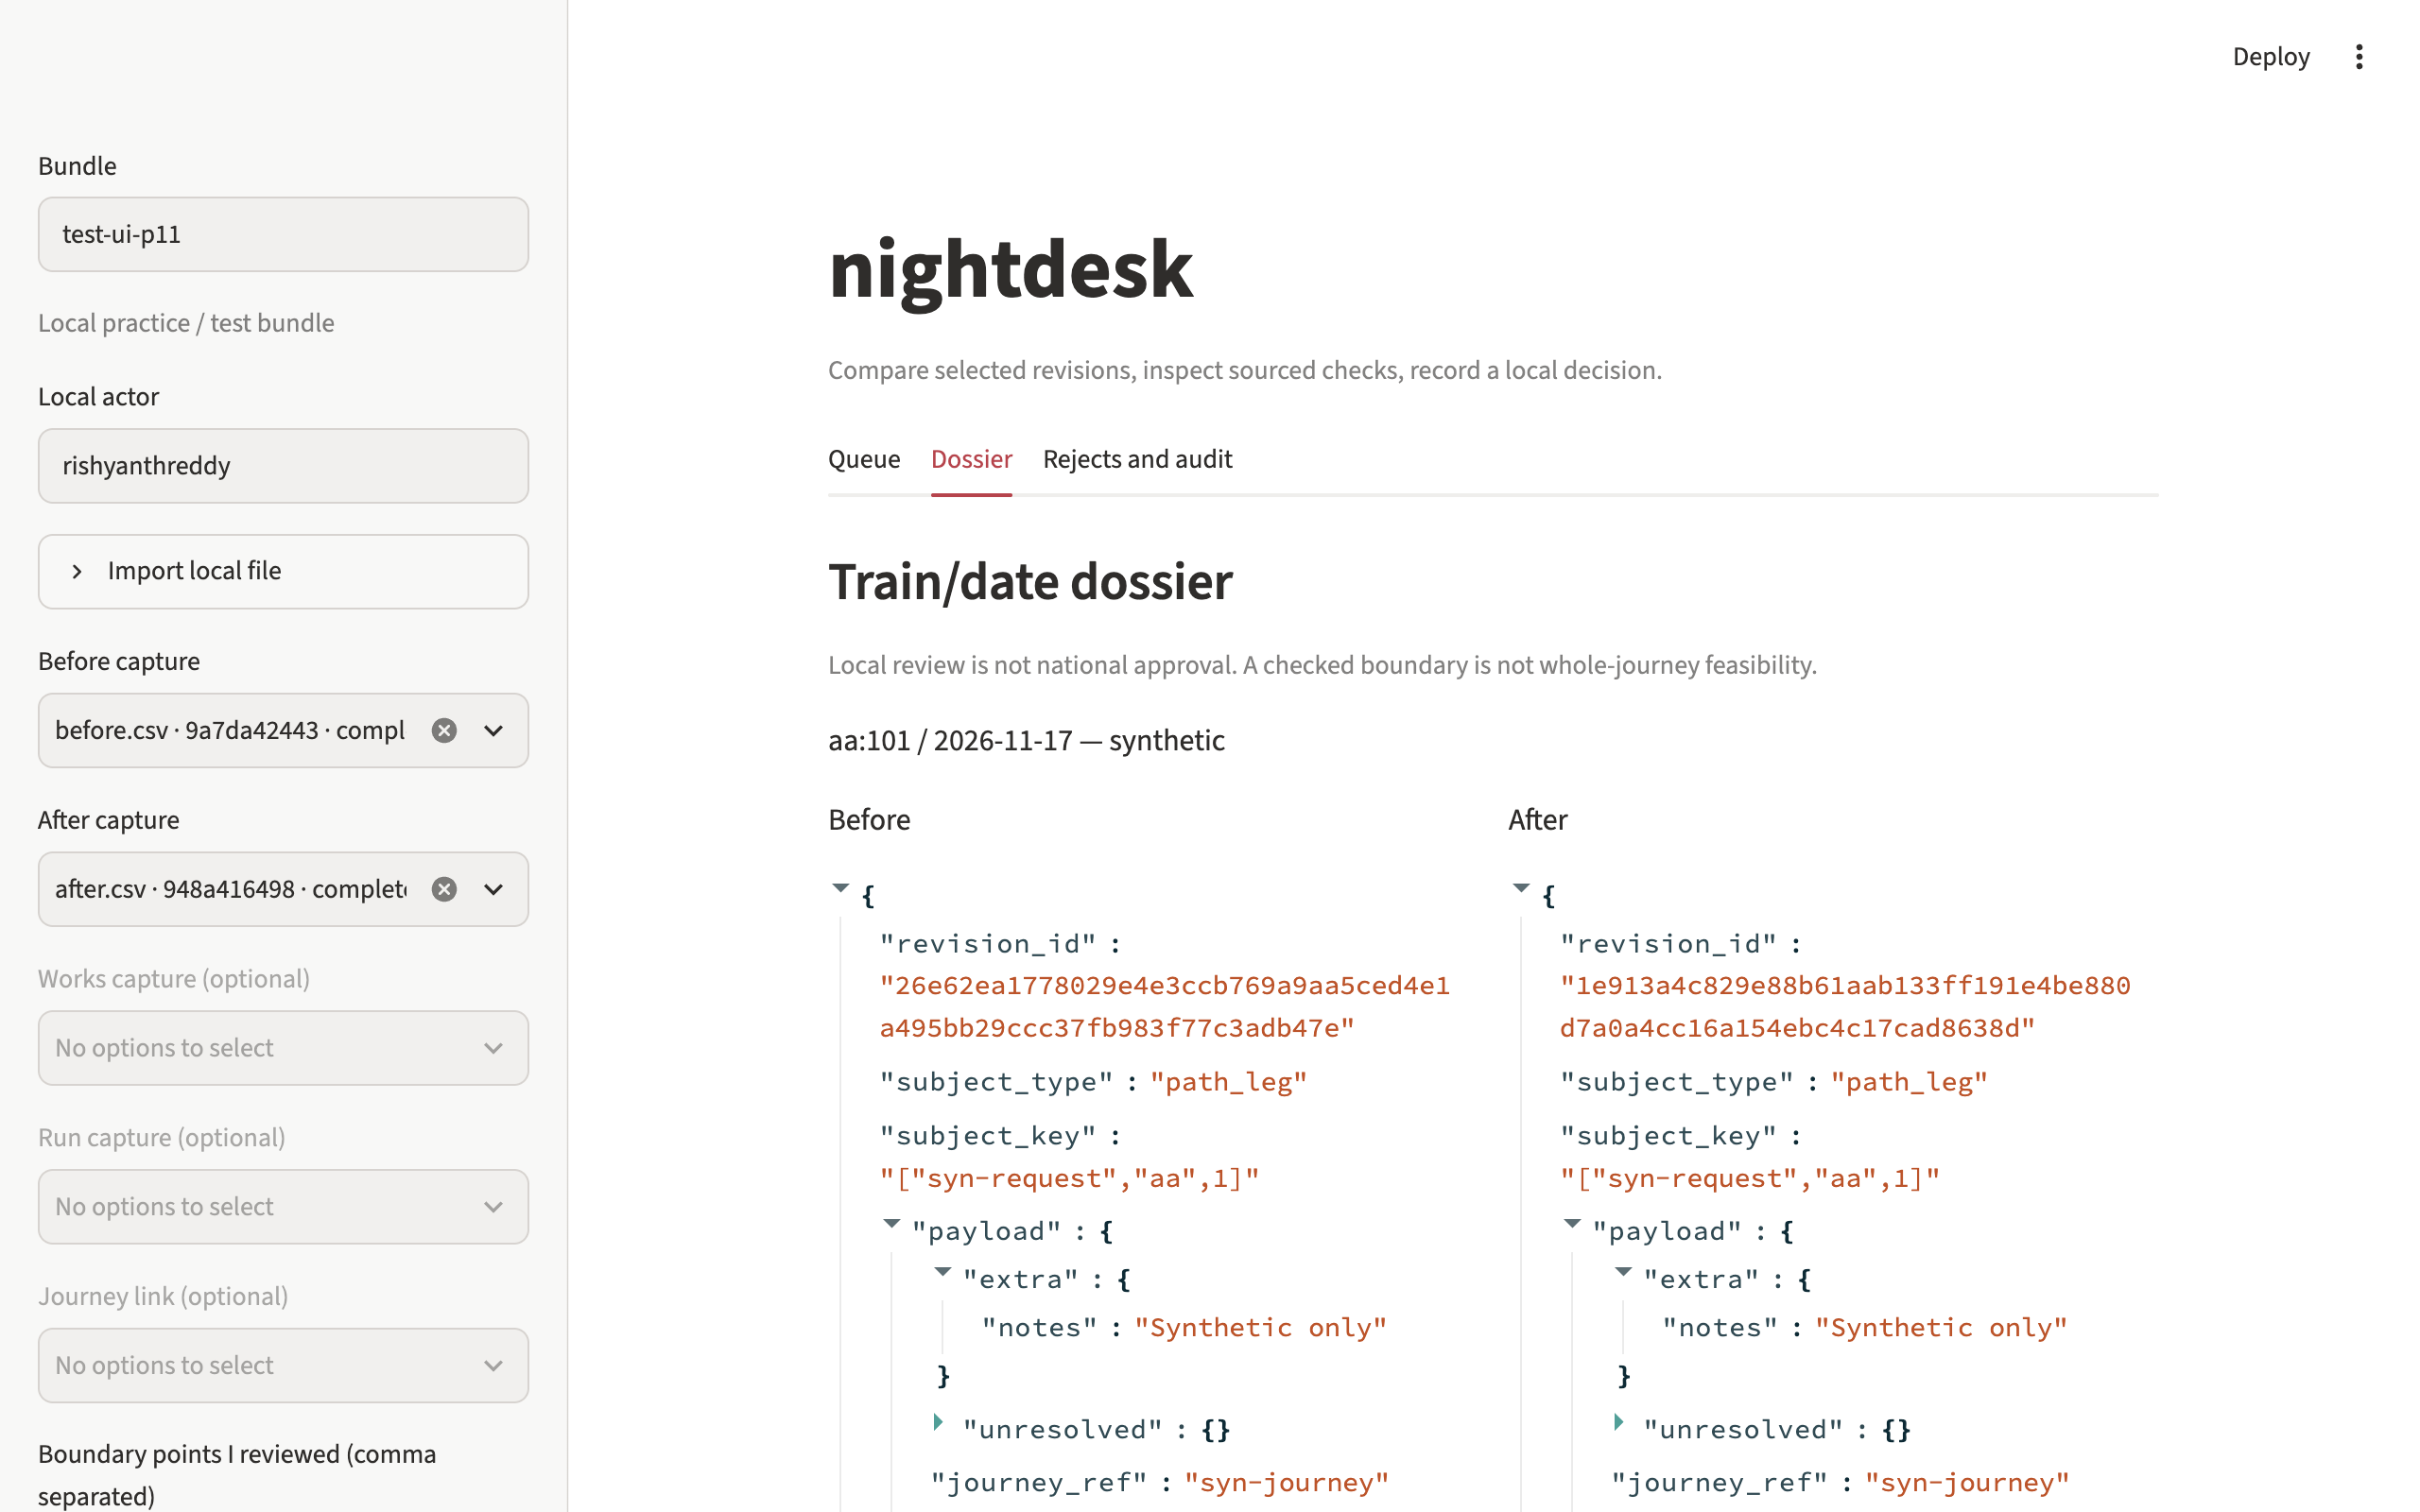 Deploy
Bundle
test-ui-p11
Local practice / test bundle
Local actor
rishyanthreddy
Import local file
Before capture
before.csv · 9a7da42443 · compl
After capture
after.csv · 948a416498 · complete
Works capture (optional)
No options to select
Run capture (optional)
No options to select
Journey link (optional)
No options to select
Boundary points I reviewed (comma
separated)
nightdesk
Compare selected revisions, inspect sourced checks, record a local decision.
Queue Dossier Rejects and audit
Train/date dossier
Local review is not national approval. A checked boundary is not whole-journey feasibility.
aa:101 / 2026-11-17 — synthetic
Before
{
"revision_id" :
"26e62ea1778029e4e3ccb769a9aa5ced4e1
a495bb29ccc37fb983f77c3adb47e"
"subject_type" : "path_leg"
"subject_key" :
"["syn-request","aa",1]"
"payload" : {
"extra" : {
"notes" : "Synthetic only"
}
"unresolved" : {}
"journey_ref" : "syn-journey"
After
{
"revision_id" :
"1e913a4c829e88b61aab133ff191e4be880
d7a0a4cc16a154ebc4c17cad8638d"
"subject_type" : "path_leg"
"subject_key" :
"["syn-request","aa",1]"
"payload" : {
"extra" : {
"notes" : "Synthetic only"
}
"unresolved" : {}
"journey_ref" : "syn-journey"